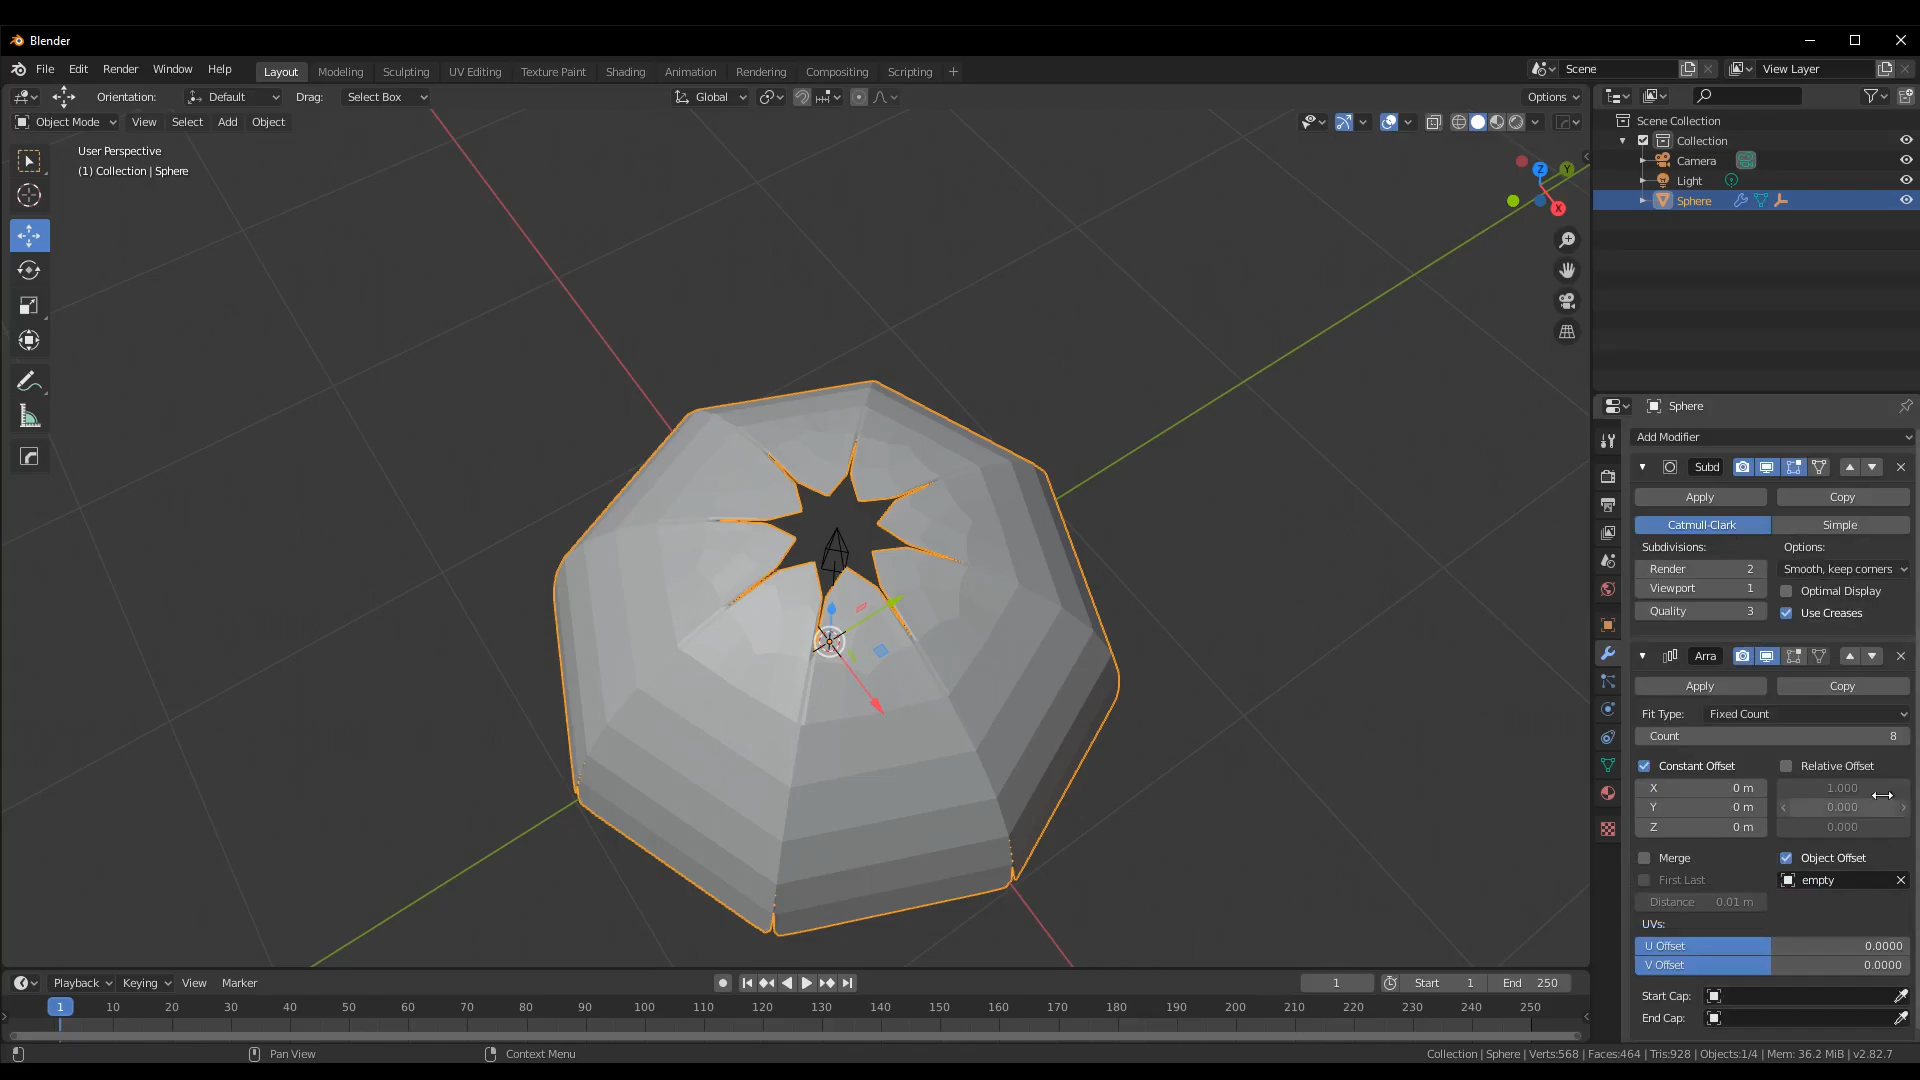 Blender
File Edit Render Window Help Layout Modeling Sculpting UV Editing Texture Paint Shading Animation Rendering Compositing Scripting + Scene View Layer
Orientation: Default Drag: Select Box Global Options
Object Mode View Select Add Object
User Perspective
(1) Collection | Sphere
Z Y X
Scene Collection
Collection
Camera
Light
Sphere
Sphere
Add Modifier
Subd
Apply Copy
Catmull-Clark Simple
Subdivisions: Options:
Render 2 Smooth, keep corners
Viewport 1 Optimal Display
Quality 3 Use Creases
Arra
Apply Copy
Fit Type: Fixed Count
Count 8
Constant Offset Relative Offset
X 0 m 1.000
Y 0 m 0.000
Z 0 m 0.000
Merge Object Offset
First Last empty
Distance 0.01 m
UVs:
U Offset 0.0000
V Offset 0.0000
Start Cap:
End Cap:
Playback Keying View Marker 1 Start 1 End 250
1 10 20 30 40 50 60 70 80 90 100 110 120 130 140 150 160 170 180 190 200 210 220 230 240 250
Pan View Context Menu Collection | Sphere | Verts:568 | Faces:464 | Tris:928 | Objects:1/4 | Mem: 36.2 MiB | v2.82.7